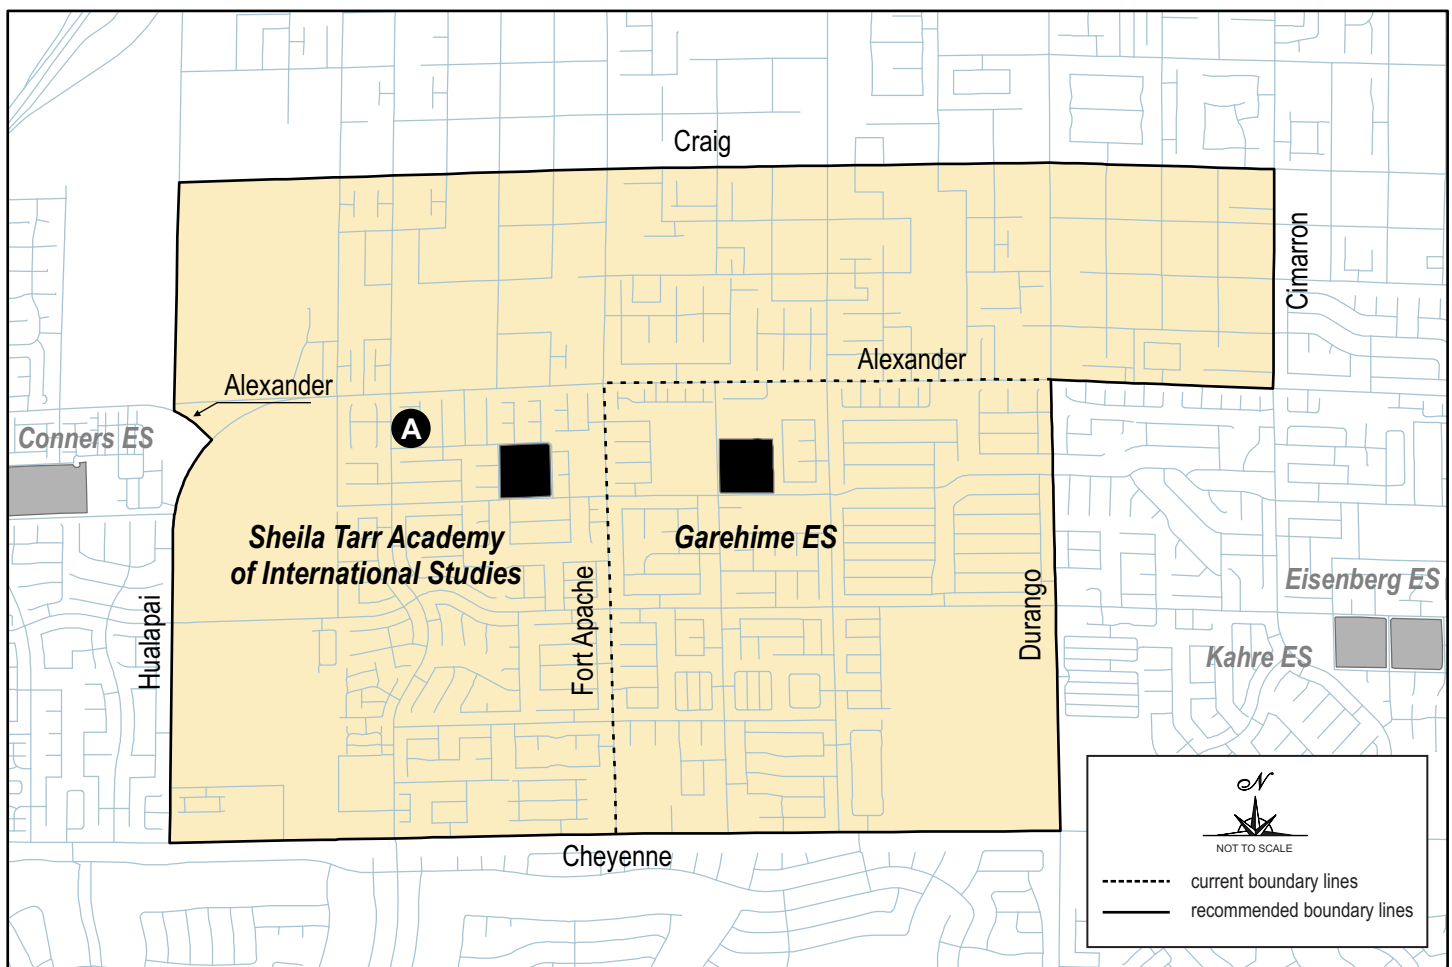 Craig
Cimarron
Alexander
Alexander
A
Conners ES
Sheila Tarr Academy
of International Studies
Garehime ES
Eisenberg ES
Kahre ES
Hualapai
Fort Apache
Durango
Cheyenne
N
NOT TO SCALE
current boundary lines
recommended boundary lines